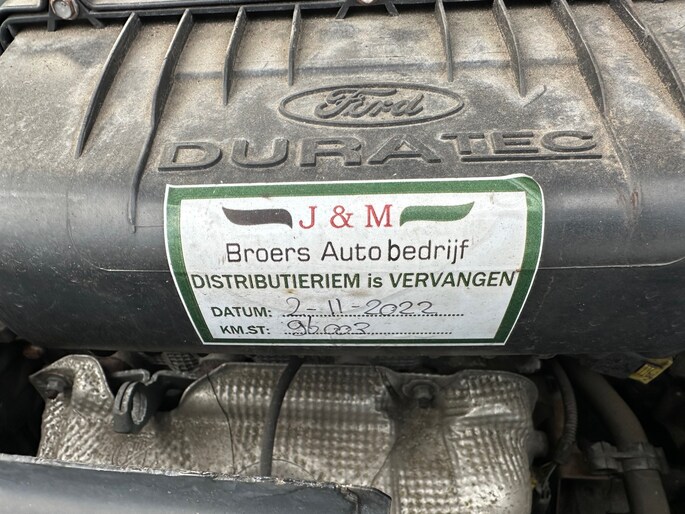 Ford
DURATEC
J & M
Broers Autobedrijf
DISTRIBUTIERIEM is VERVANGEN
DATUM: 2-11-2022
KM.ST: 96003